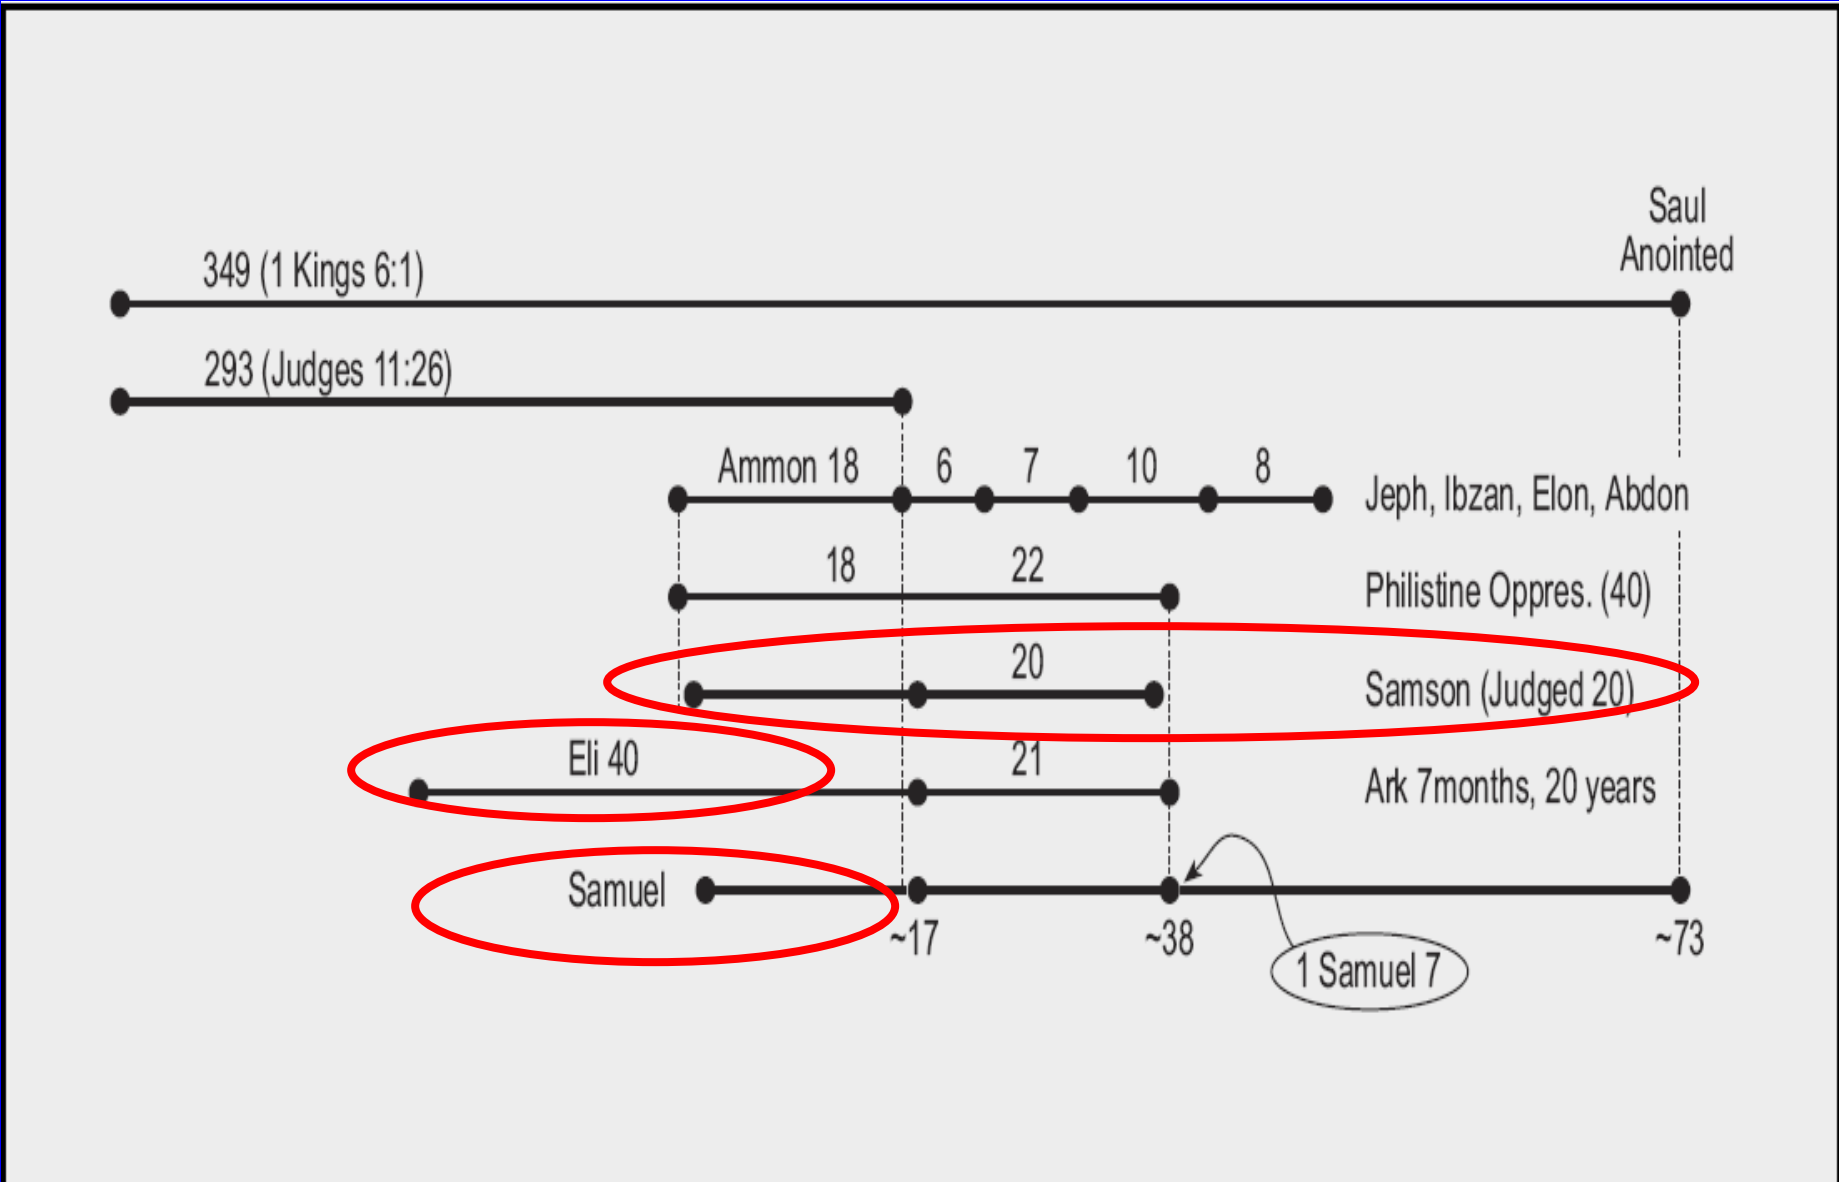 Saul
Anointed
349 (1 Kings 6:1)
293 (Judges 11:26)
Ammon 18 6 7 10 8
Jeph, Ibzan, Elon, Abdon
18 22
Philistine Oppres. (40)
20
Samson (Judged 20)
Eli 40 21
Ark 7months, 20 years
Samuel
~17 ~38 ~73
1 Samuel 7